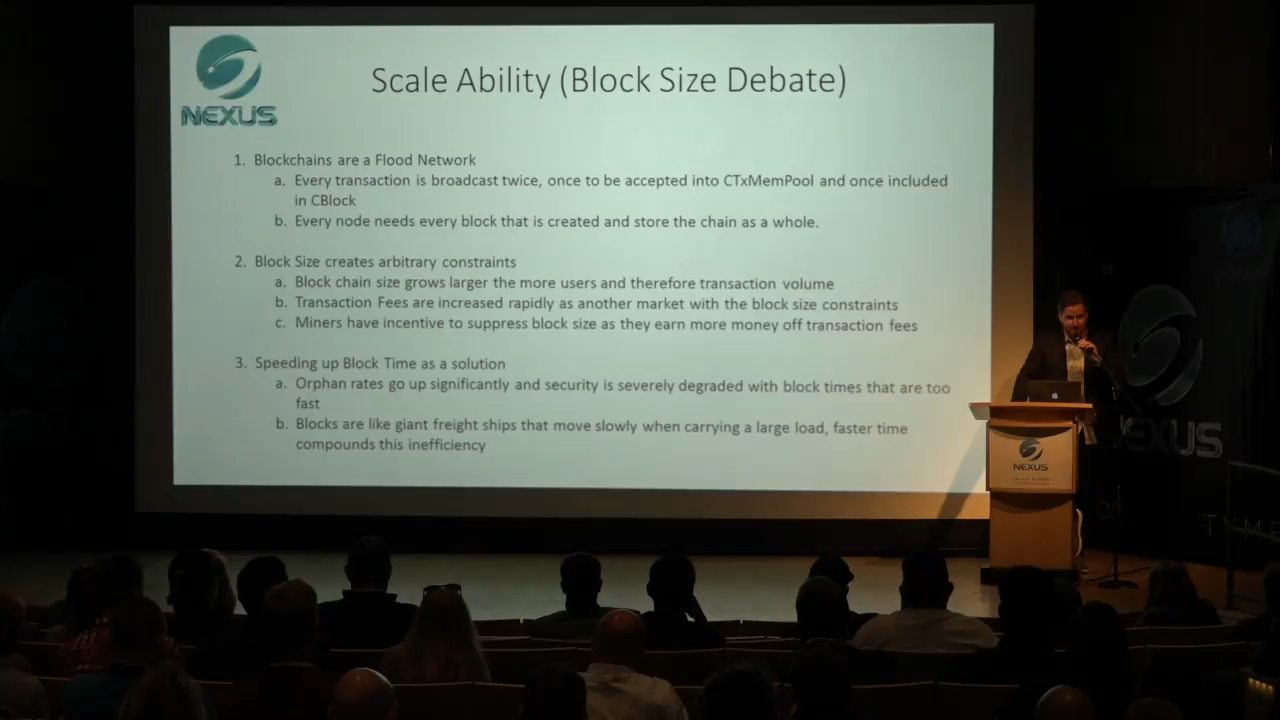 NEXUS
Scale Ability (Block Size Debate)
1. Blockchains are a Flood Network
a. Every transaction is broadcast twice, once to be accepted into CTxMemPool and once included
in CBlock
b. Every node needs every block that is created and store the chain as a whole.
2. Block Size creates arbitrary constraints
a. Block chain size grows larger the more users and therefore transaction volume
b. Transaction Fees are increased rapidly as another market with the block size constraints
c. Miners have incentive to suppress block size as they earn more money off transaction fees
3. Speeding up Block Time as a solution
a. Orphan rates go up significantly and security is severely degraded with block times that are too
fast
b. Blocks are like giant freight ships that move slowly when carrying a large load, faster time
compounds this inefficiency
NEXUS
NEXUS